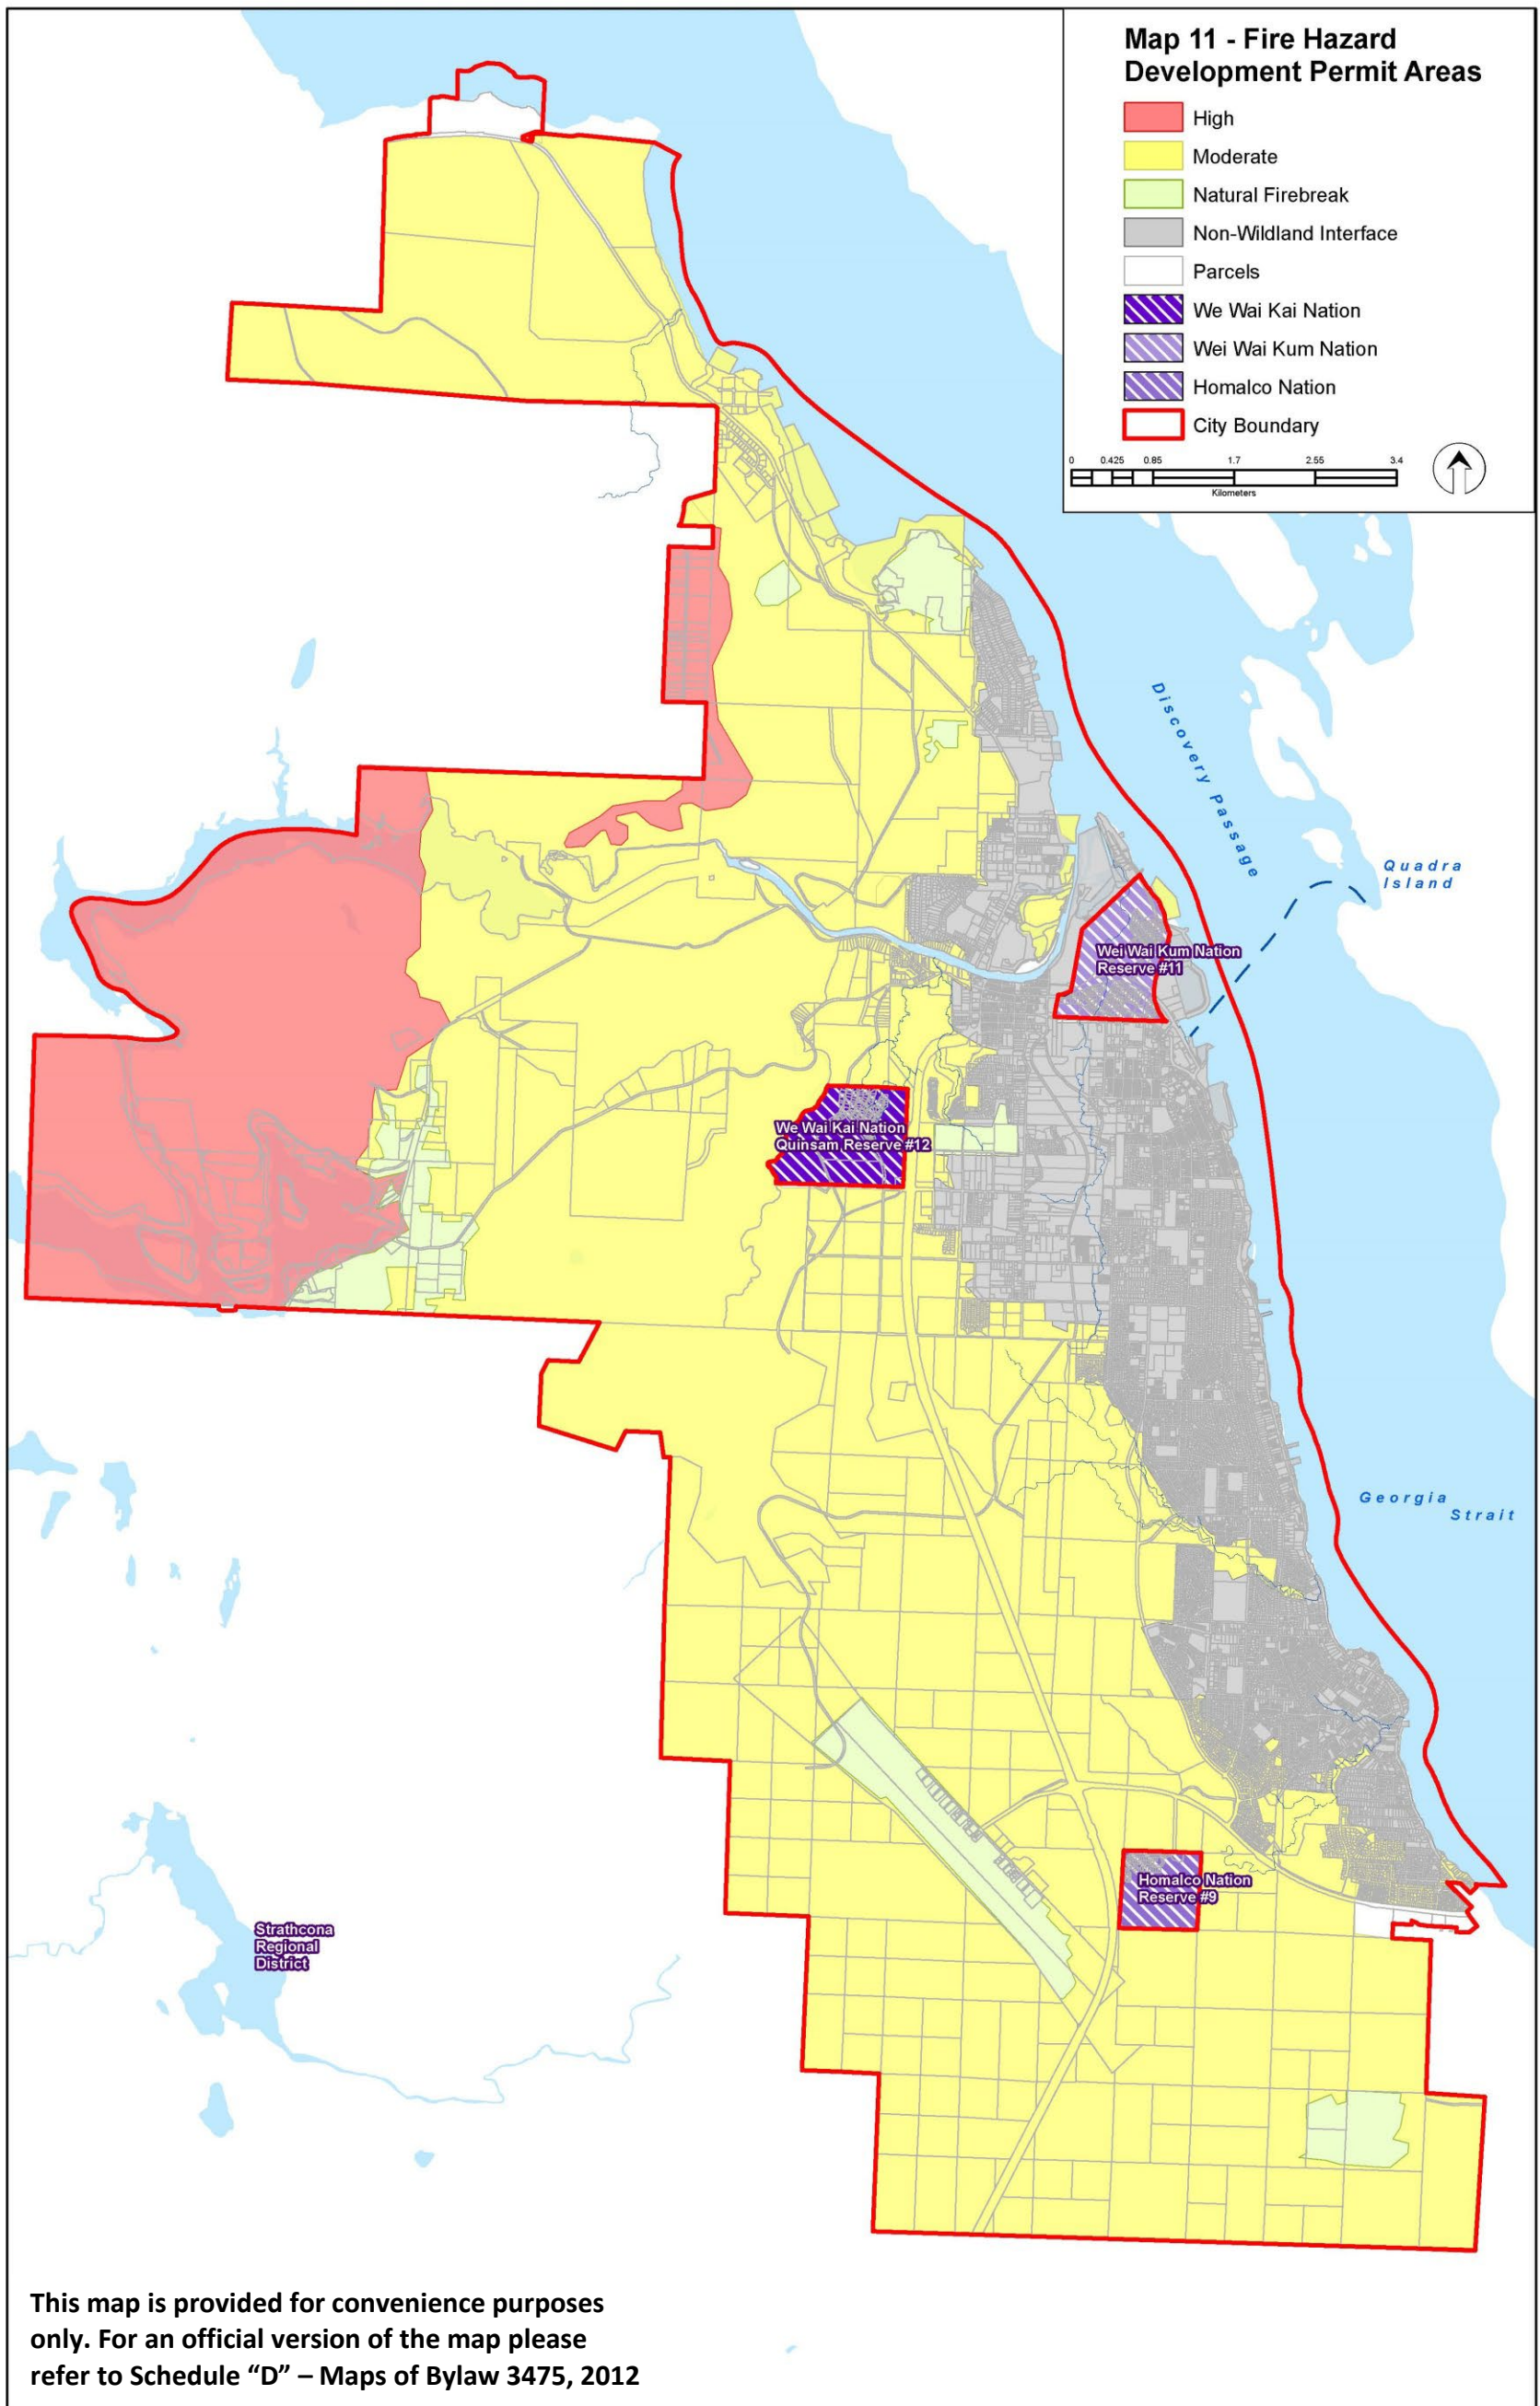 Map 11 - Fire Hazard
Development Permit Areas
High
Moderate
Natural Firebreak
Non-Wildland Interface
Parcels
We Wai Kai Nation
Wei Wai Kum Nation
Homalco Nation
City Boundary
0 0.425 0.85 1.7 2.55 3.4
Kilometers
Discovery Passage
Quadra
Island
Wei Wai Kum Nation
Reserve #11
We Wai Kai Nation
Quinsam Reserve #12
Georgia
Strait
Homalco Nation
Reserve #9
Strathcona
Regional
District
This map is provided for convenience purposes
only. For an official version of the map please
refer to Schedule “D” – Maps of Bylaw 3475, 2012